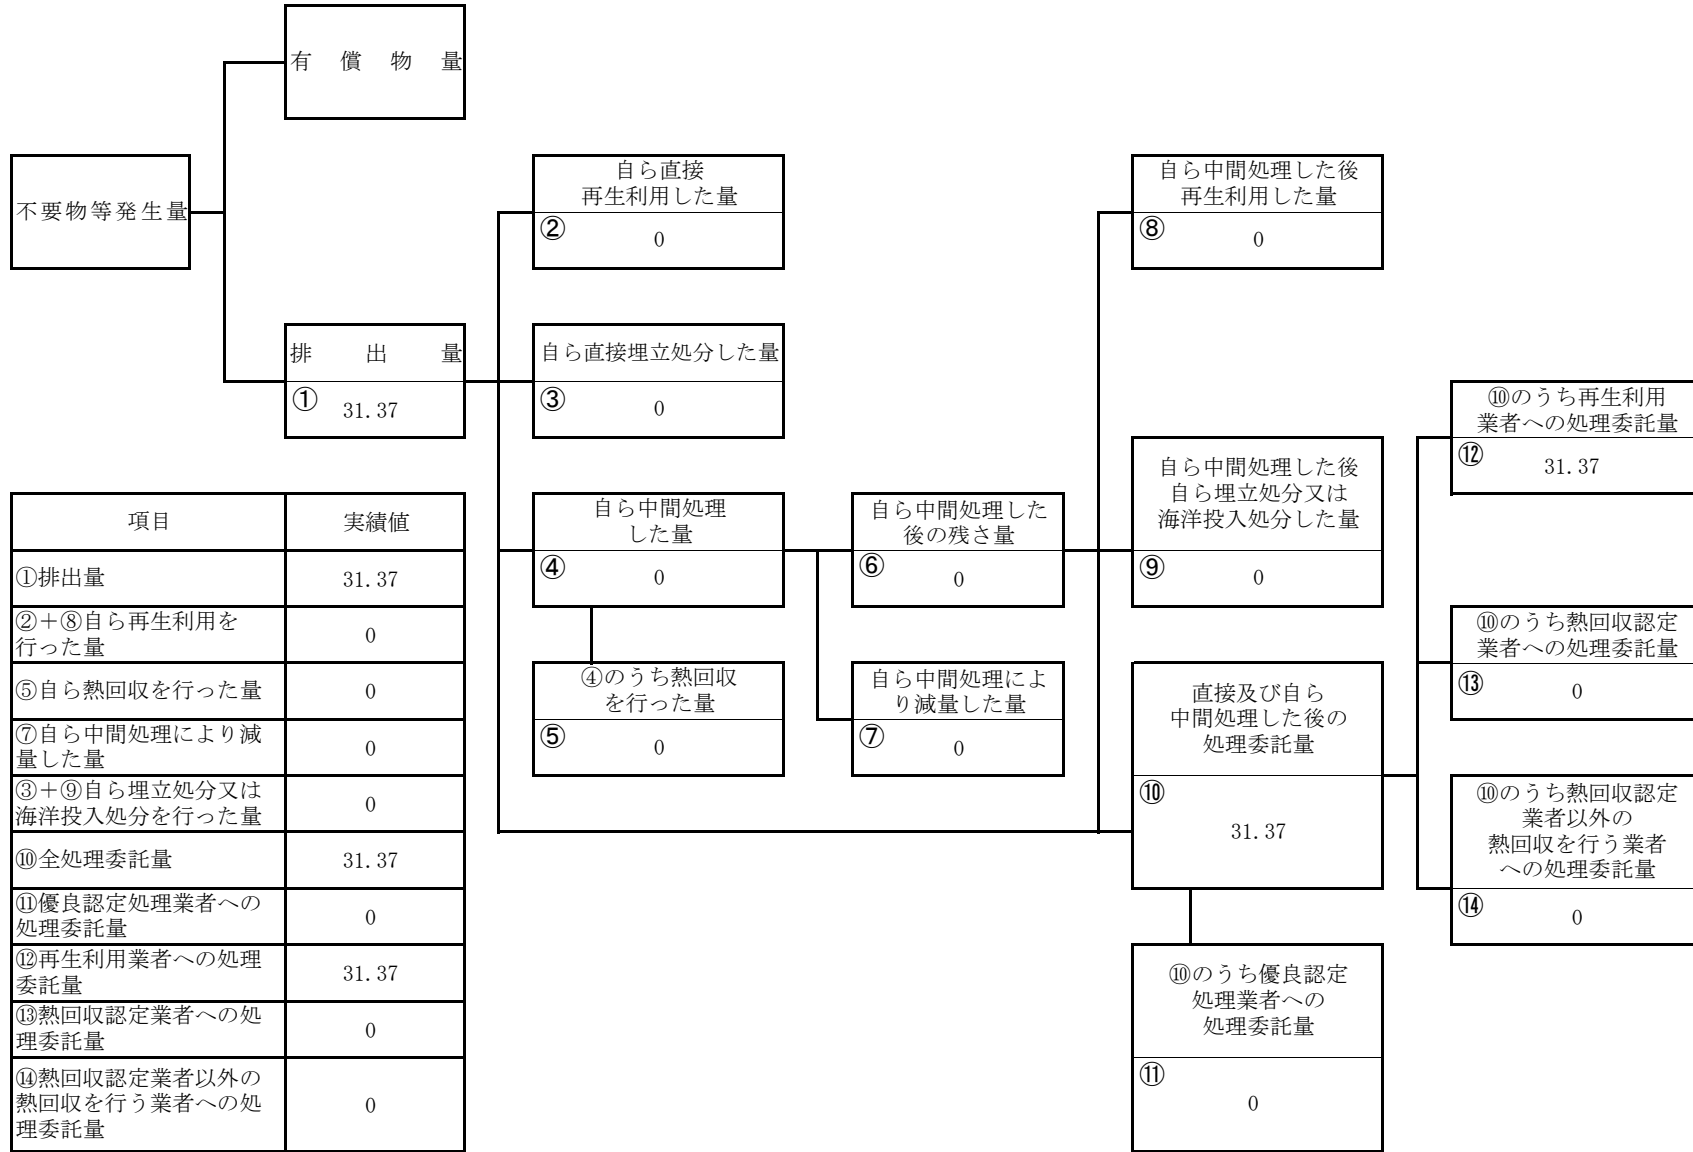 有償物量
不要物等発生量
排出量
①
31.37
自ら直接
再生利用した量
②
0
自ら直接埋立処分した量
③
0
自ら中間処理
した量
④
0
④のうち熱回収
を行った量
⑤
0
自ら中間処理した
後の残さ量
⑥
0
自ら中間処理によ
り減量した量
⑦
0
自ら中間処理した後
再生利用した量
⑧
0
自ら中間処理した後
自ら埋立処分又は
海洋投入処分した量
⑨
0
直接及び自ら
中間処理した後の
処理委託量
⑩
31.37
⑩のうち優良認定
処理業者への
処理委託量
⑪
0
⑩のうち再生利用
業者への処理委託量
⑫
31.37
⑩のうち熱回収認定
業者への処理委託量
⑬
0
⑩のうち熱回収認定
業者以外の
熱回収を行う業者
への処理委託量
⑭
0
項目 実績値
①排出量 31.37
②+⑧自ら再生利用を
行った量 0
⑤自ら熱回収を行った量 0
⑦自ら中間処理により減
量した量 0
③+⑨自ら埋立処分又は
海洋投入処分を行った量 0
⑩全処理委託量 31.37
⑪優良認定処理業者への
処理委託量 0
⑫再生利用業者への処理
委託量 31.37
⑬熱回収認定業者への処
理委託量 0
⑭熱回収認定業者以外の
熱回収を行う業者への処
理委託量 0